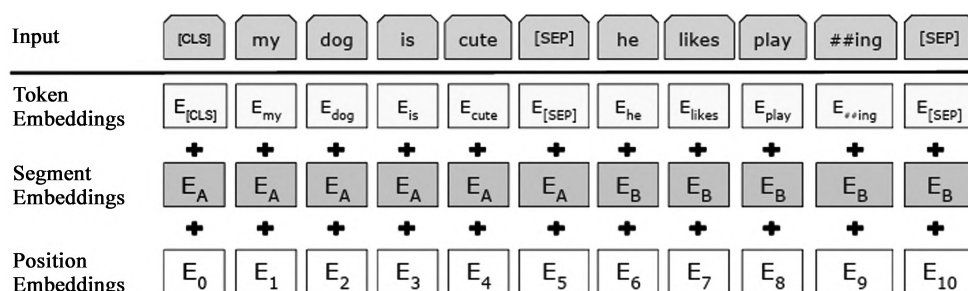 Input [CLS] my dog is cute [SEP] he likes play ##ing [SEP]
Token Embeddings E[CLS] Emy Edog Eis Ecute E[SEP] Ehe Elikes Eplay E##ing E[SEP]
+ + + + + + + + + + +
Segment Embeddings EA EA EA EA EA EA EB EB EB EB EB
+ + + + + + + + + + +
Position Embeddings E0 E1 E2 E3 E4 E5 E6 E7 E8 E9 E10